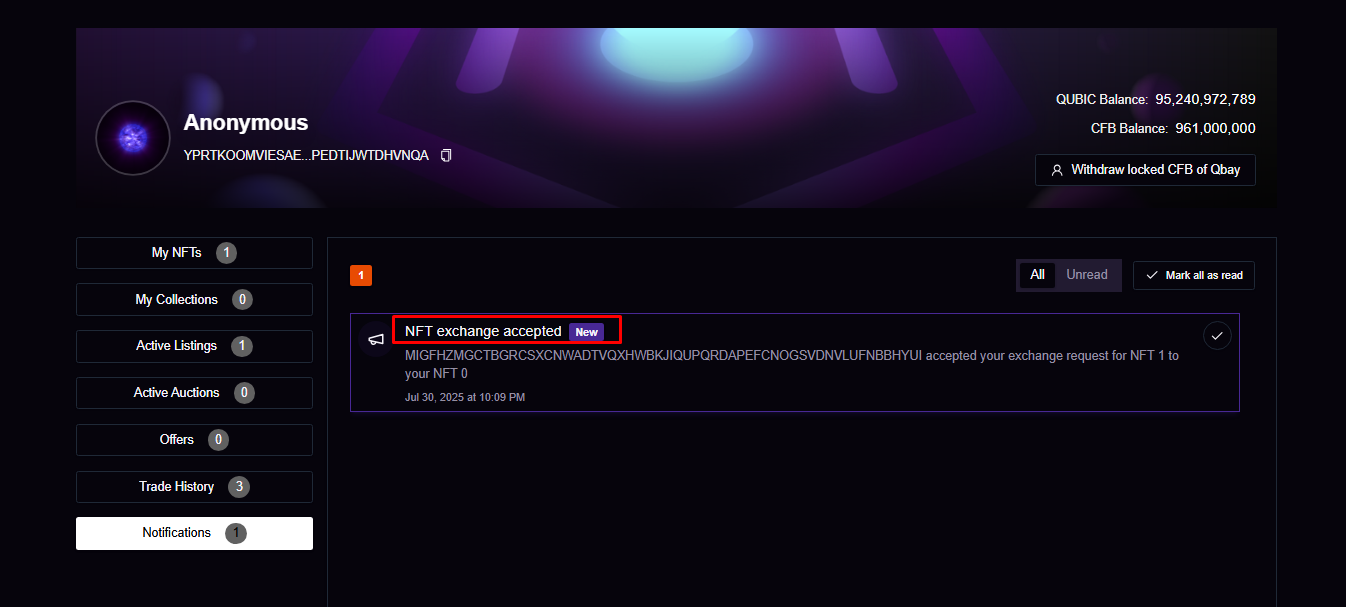 Anonymous
YPRTKOOMVIESAE...PEDTIJWTDHVNQA
QUBIC Balance: 95,240,972,789
CFB Balance: 961,000,000
Withdraw locked CFB of Qbay
My NFTs 1
My Collections 0
Active Listings 1
Active Auctions 0
Offers 0
Trade History 3
Notifications 1
1
All Unread
Mark all as read
NFT exchange accepted New
MIGFHZMGCTBGRCSXCNWADTVQXHWBKJIQUPQRDAPEFCNOGSVDNVLUFNBBHYUI accepted your exchange request for NFT 1 to
your NFT 0
Jul 30, 2025 at 10:09 PM